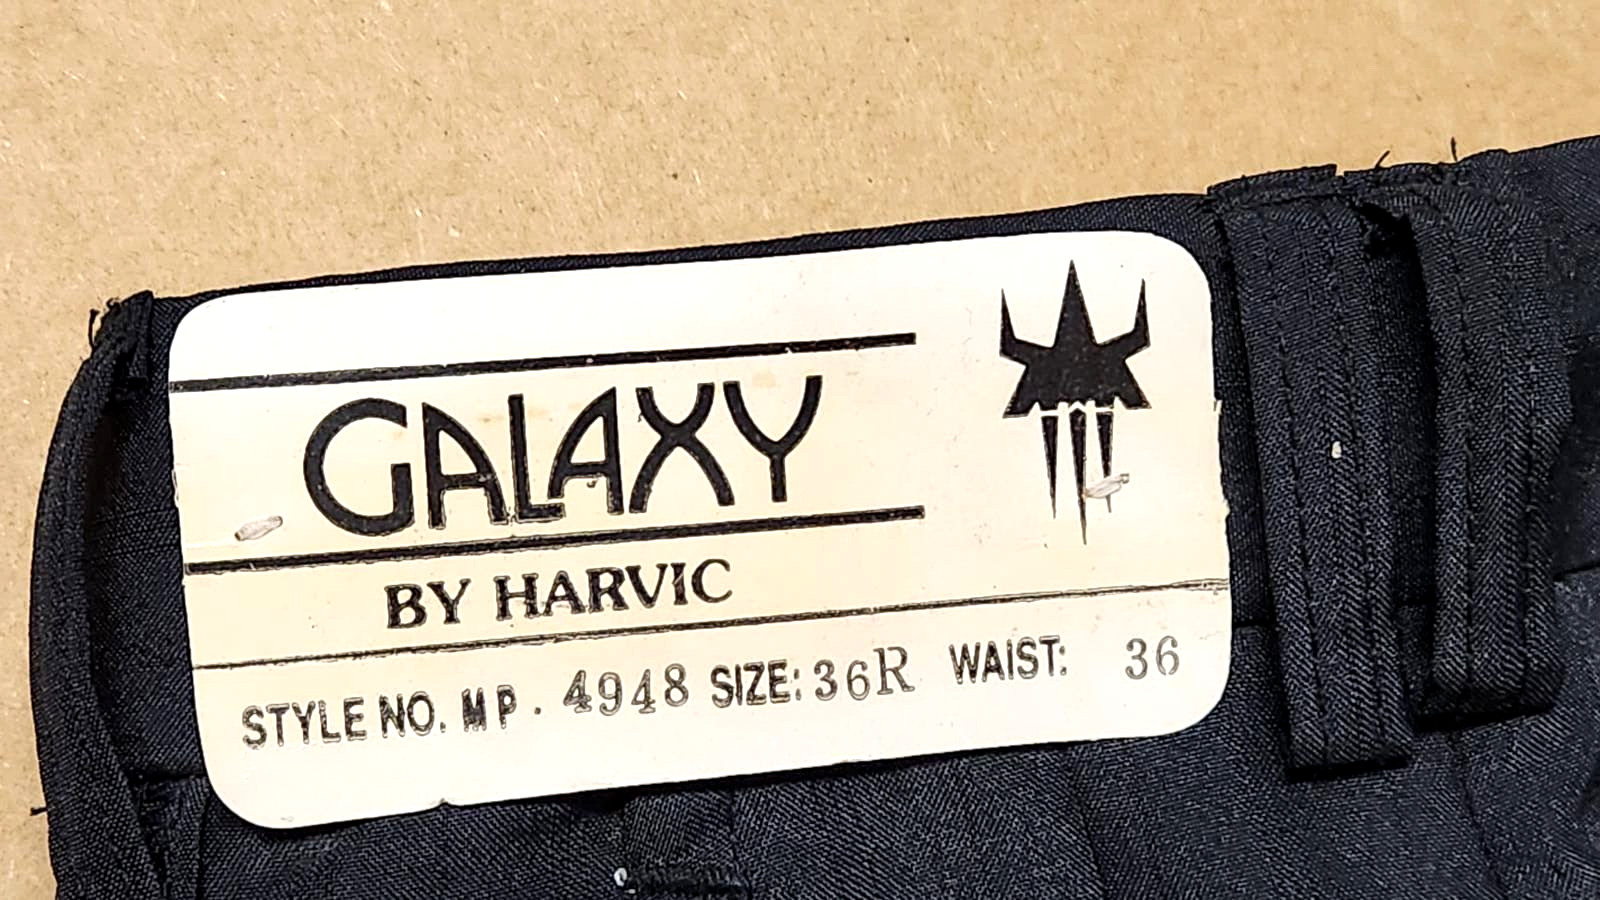 GALAXY
BY HARVIC
STYLE NO. MP. 4948 SIZE: 36R WAIST: 36